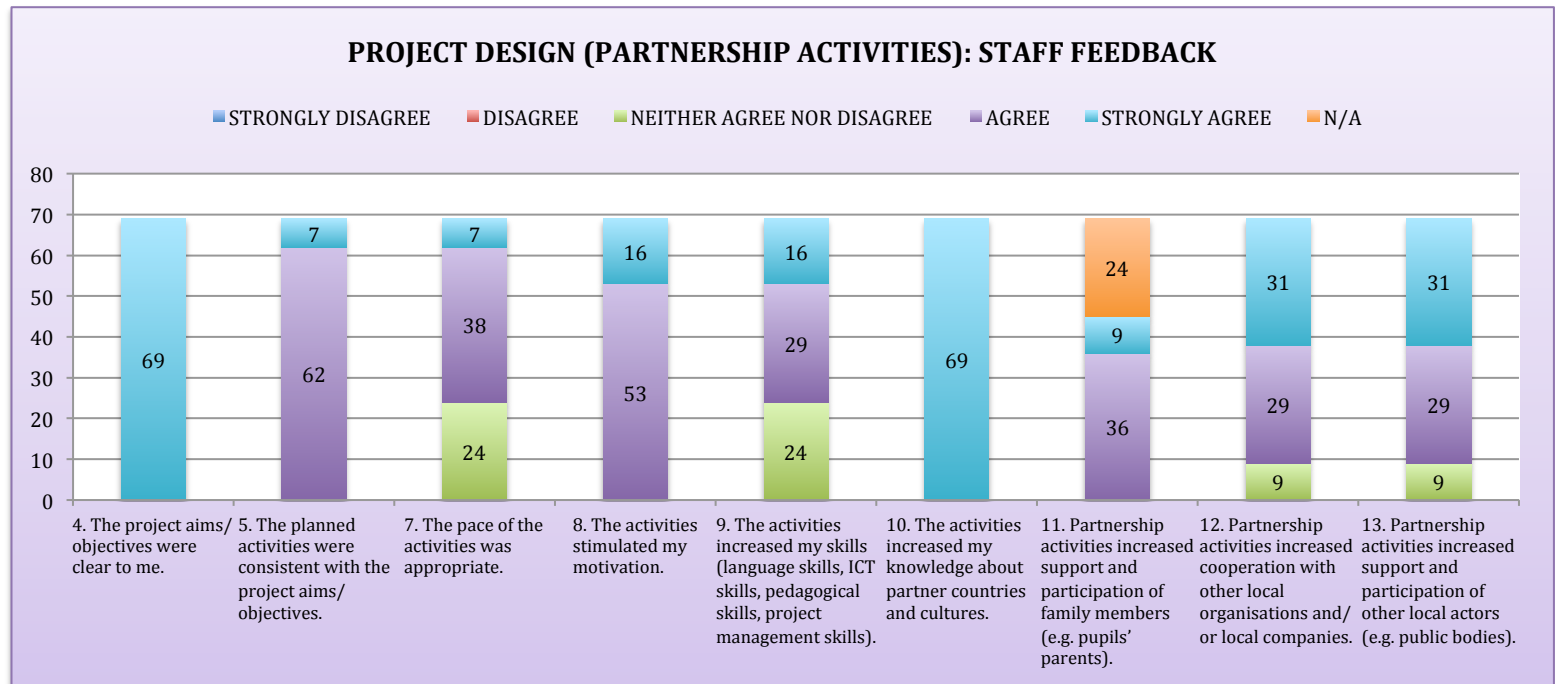 PROJECT DESIGN (PARTNERSHIP ACTIVITIES): STAFF FEEDBACK
STRONGLY DISAGREE DISAGREE NEITHER AGREE NOR DISAGREE AGREE STRONGLY AGREE N/A
80
70
60
50
40
30
20
10
0
69
7
62
7
38
24
16
53
16
29
24
69
24
9
36
31
29
9
31
29
9
4. The project aims/
objectives were
clear to me.
5. The planned
activities were
consistent with the
project aims/
objectives.
7. The pace of the
activities was
appropriate.
8. The activities
stimulated my
motivation.
9. The activities
increased my skills
(language skills, ICT
skills, pedagogical
skills, project
management skills).
10. The activities
increased my
knowledge about
partner countries
and cultures.
11. Partnership
activities increased
support and
participation of
family members
(e.g. pupils’
parents).
12. Partnership
activities increased
cooperation with
other local
organisations and/
or local companies.
13. Partnership
activities increased
support and
participation of
other local actors
(e.g. public bodies).